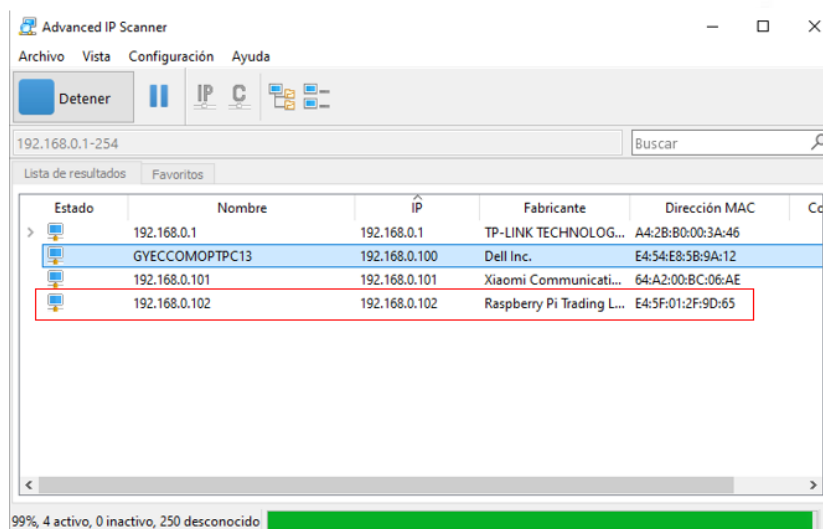 Advanced IP Scanner
Archivo Vista Configuración Ayuda
Detener IP C
192.168.0.1-254 Buscar
Lista de resultados Favoritos
Estado Nombre IP Fabricante Dirección MAC Co
192.168.0.1 192.168.0.1 TP-LINK TECHNOLOG... A4:2B:B0:00:3A:46
GYECCOMOPTPC13 192.168.0.100 Dell Inc. E4:54:E8:5B:9A:12
192.168.0.101 192.168.0.101 Xiaomi Communicati... 64:A2:00:BC:06:AE
192.168.0.102 192.168.0.102 Raspberry Pi Trading L... E4:5F:01:2F:9D:65
99%, 4 activo, 0 inactivo, 250 desconocido